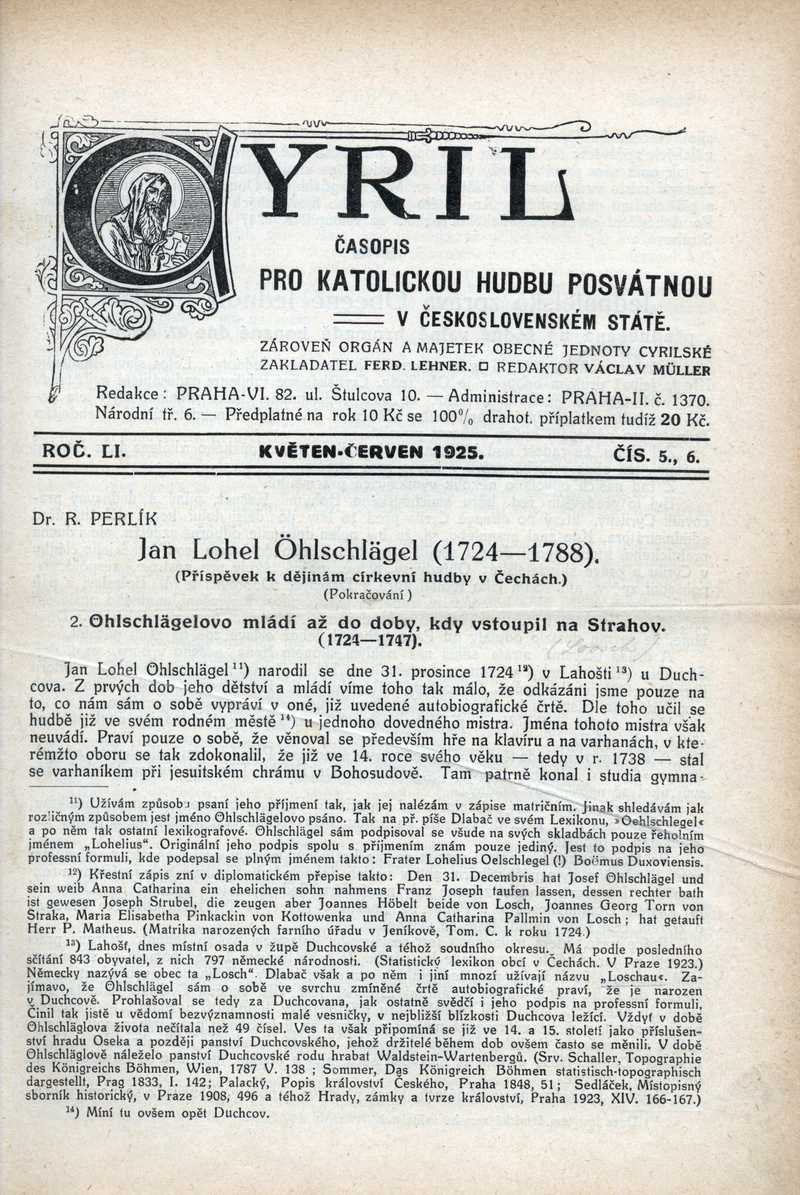 CYRIL
ČASOPIS
PRO KATOLICKOU HUDBU POSVÁTNOU
V ČESKOSLOVENSKÉM STÁTĚ.
ZÁROVEŇ ORGÁN A MAJETEK OBECNÉ JEDNOTY CYRILSKÉ
ZAKLADATEL FERD. LEHNER. □ REDAKTOR VÁCLAV MÜLLER
Redakce: PRAHA-VI. 82. ul. Štulcova 10. — Administrace: PRAHA-II. č. 1370.
Národní tř. 6. — Předplatné na rok 10 Kč se 100% drahot. příplatkem tudíž 20 Kč.
ROČ. LI. KVĚTEN-ČERVEN 1925. ČÍS. 5., 6.
Dr. R. PERLÍK
Jan Lohel Öhlschlägel (1724—1788).
(Příspěvek k dějinám církevní hudby v Čechách.)
(Pokračování)
2. Öhlschlägelovo mládí až do doby, kdy vstoupil na Strahov.
(1724—1747).
(Loosch)
Jan Lohel Öhlschlägel ¹¹) narodil se dne 31. prosince 1724 ¹²) v Lahošti ¹³) u Duch-
cova. Z prvých dob jeho dětství a mládí víme toho tak málo, že odkázáni jsme pouze na
to, co nám sám o sobě vypráví v oné, již uvedené autobiografické črtě. Dle toho učil se
hudbě již ve svém rodném městě ¹⁴) u jednoho dovedného mistra. Jména tohoto mistra však
neuvádí. Praví pouze o sobě, že věnoval se především hře na klavíru a na varhanách, v kte-
rémžto oboru se tak zdokonalil, že již ve 14. roce svého věku — tedy v r. 1738 — stal
se varhaníkem při jesuitském chrámu v Bohosudově. Tam patrně konal i studia gymna-
¹¹) Užívám způsobu psaní jeho příjmení tak, jak jej nalézám v zápise matričním. Jinak shledávám jak
rozličným způsobem jest jméno Öhlschlägelovo psáno. Tak na př. píše Dlabač ve svém Lexikonu, »Oehlschlegel«
a po něm tak ostatní lexikografové. Öhlschlägel sám podpisoval se všude na svých skladbách pouze řeholním
jménem „Lohelius“. Originální jeho podpis spolu s příjmením znám pouze jediný. Jest to podpis na jeho
professní formuli, kde podepsal se plným jménem takto: Frater Lohelius Oelschlegel (!) Boëmus Duxoviensis.
¹²) Křestní zápis zní v diplomatickém přepise takto: Den 31. Decembris hat Josef Öhlschlägel und
sein weib Anna Catharina ein ehelichen sohn nahmens Franz Joseph taufen lassen, dessen rechter bath
ist gewesen Joseph Strubel, die zeugen aber Joannes Höbelt beide von Losch, Joannes Georg Torn von
Straka, Maria Elisabetha Pinkackin von Kottowenka und Anna Catharina Pallmin von Losch; hat getauft
Herr P. Matheus. (Matrika narozených farního úřadu v Jeníkově, Tom. C. k roku 1724.)
¹³) Lahošť, dnes místní osada v župě Duchcovské a téhož soudního okresu. Má podle posledního
sčítání 843 obyvatel, z nich 797 německé národnosti. (Statistický lexikon obcí v Čechách. V Praze 1923.)
Německy nazývá se obec ta „Losch“. Dlabač však a po něm i jiní mnozí užívají názvu „Loschau«. Za-
jímavo, že Öhlschlägel sám o sobě ve svrchu zmíněné črtě autobiografické praví, že je narozen
v Duchcově. Prohlašoval se tedy za Duchcovana, jak ostatně svědčí i jeho podpis na professní formuli.
Činil tak jistě u vědomí bezvýznamnosti malé vesničky, v nejbližší blízkosti Duchcova ležící. Vždyť v době
Öhlschläglova života nečítala než 49 čísel. Ves ta však připomíná se již ve 14. a 15. století jako příslušen-
ství hradu Oseka a později panství Duchcovského, jehož držitelé během dob ovšem často se měnili. V době
Öhlschläglově náleželo panství Duchcovské rodu hrabat Waldstein-Wartenbergů. (Srv. Schaller, Topographie
des Königreichs Böhmen, Wien, 1787 V. 138 ; Sommer, Das Königreich Böhmen statistisch-topographisch
dargestellt, Prag 1833, I. 142; Palacký, Popis království Českého, Praha 1848, 51; Sedláček, Místopisný
sborník historický, v Praze 1908, 496 a téhož Hrady, zámky a tvrze království, Praha 1923, XIV. 166-167.)
¹⁴) Míní tu ovšem opět Duchcov.